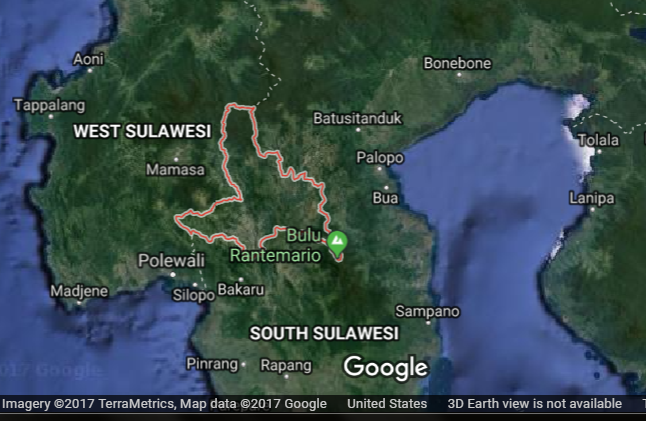 Aoni
Bonebone
Tappalang
WEST SULAWESI
Batusitanduk
Tolala
Mamasa
Palopo
Bua
Lanipa
Bulu
Rantemario
Polewali
Madjene
Silopo
Bakaru
Sampano
SOUTH SULAWESI
Pinrang
Rapang
Google
2017 Google
Imagery ©2017 TerraMetrics, Map data ©2017 Google United States 3D Earth view is not available